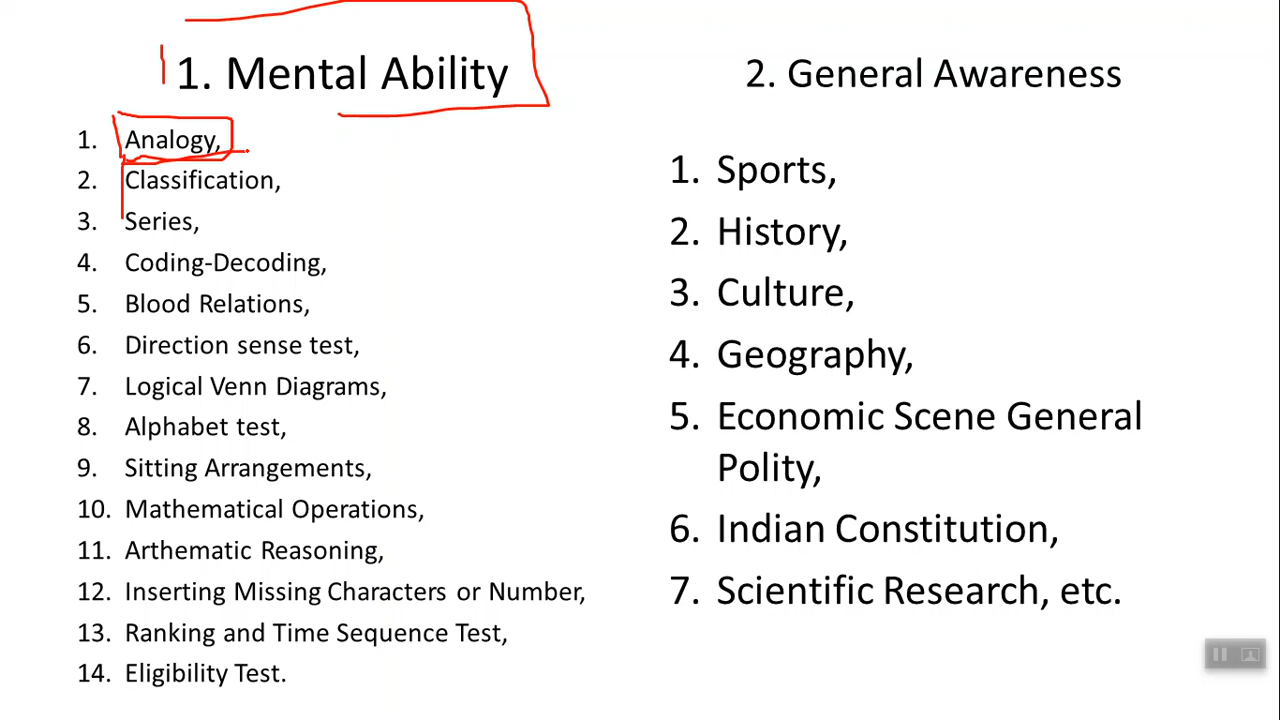 1. Mental Ability
1. Analogy,
2. Classification,
3. Series,
4. Coding-Decoding,
5. Blood Relations,
6. Direction sense test,
7. Logical Venn Diagrams,
8. Alphabet test,
9. Sitting Arrangements,
10. Mathematical Operations,
11. Arthematic Reasoning,
12. Inserting Missing Characters or Number,
13. Ranking and Time Sequence Test,
14. Eligibility Test.
2. General Awareness
1. Sports,
2. History,
3. Culture,
4. Geography,
5. Economic Scene General
Polity,
6. Indian Constitution,
7. Scientific Research, etc.